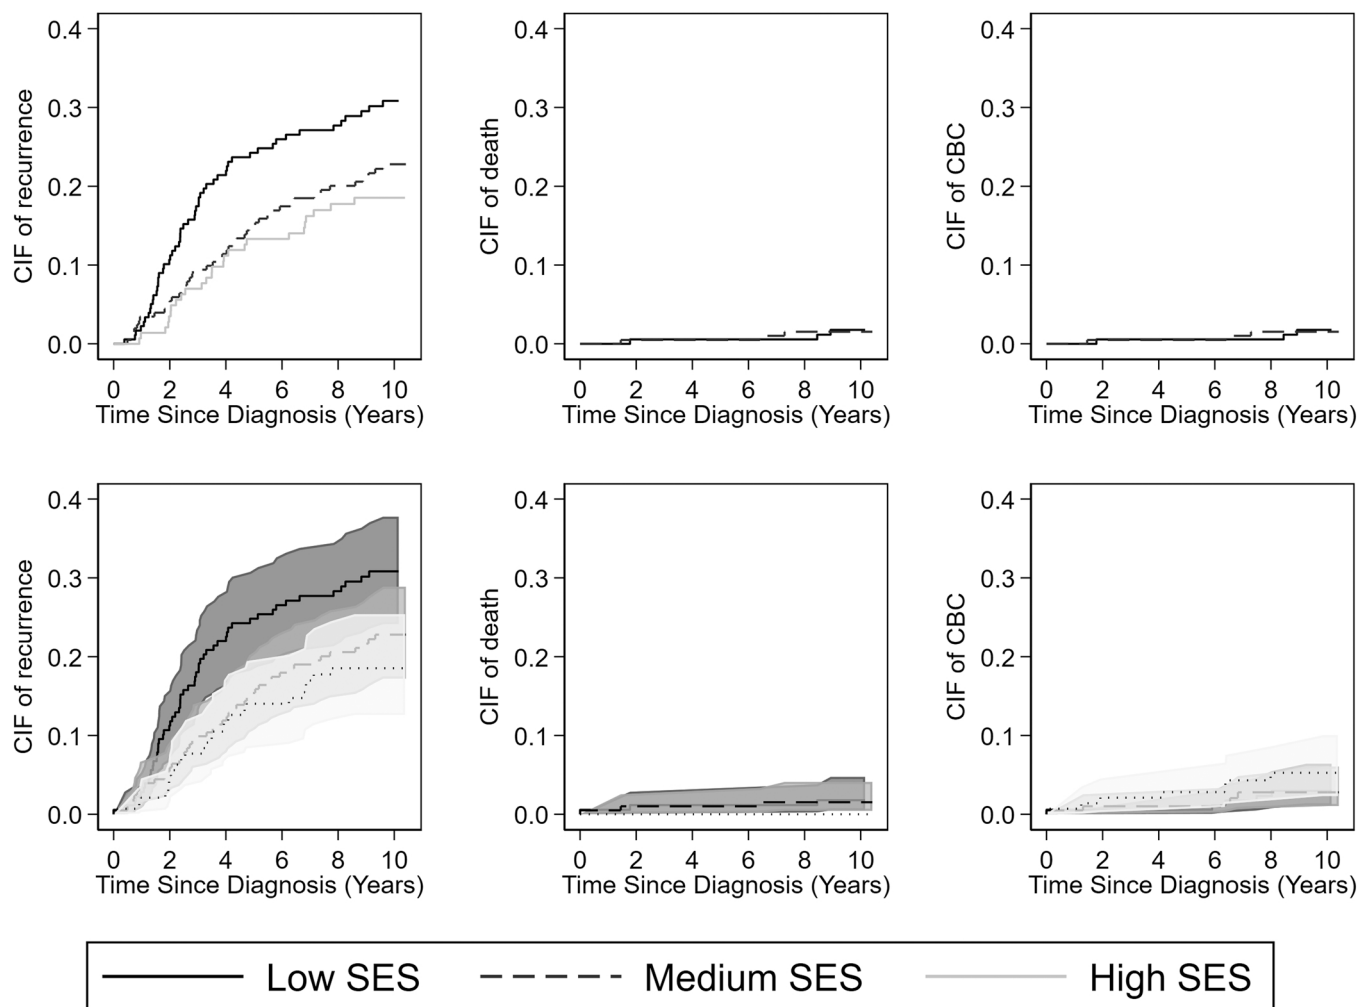 CIF of recurrence
0.4
0.3
0.2
0.1
0.0
0 2 4 6 8 10
Time Since Diagnosis (Years)
CIF of death
0.4
0.3
0.2
0.1
0.0
0 2 4 6 8 10
Time Since Diagnosis (Years)
CIF of CBC
0.4
0.3
0.2
0.1
0.0
0 2 4 6 8 10
Time Since Diagnosis (Years)
CIF of recurrence
0.4
0.3
0.2
0.1
0.0
0 2 4 6 8 10
Time Since Diagnosis (Years)
CIF of death
0.4
0.3
0.2
0.1
0.0
0 2 4 6 8 10
Time Since Diagnosis (Years)
CIF of CBC
0.4
0.3
0.2
0.1
0.0
0 2 4 6 8 10
Time Since Diagnosis (Years)
Low SES Medium SES High SES